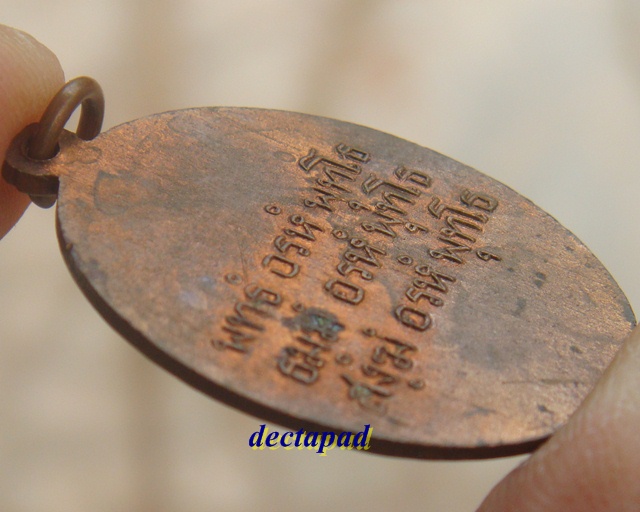 พุทธํ อรหํ พุทโธ
ธมมํ อรหํ พุทโธ
สงฆํ อรหํ พุทโธ
dectapad